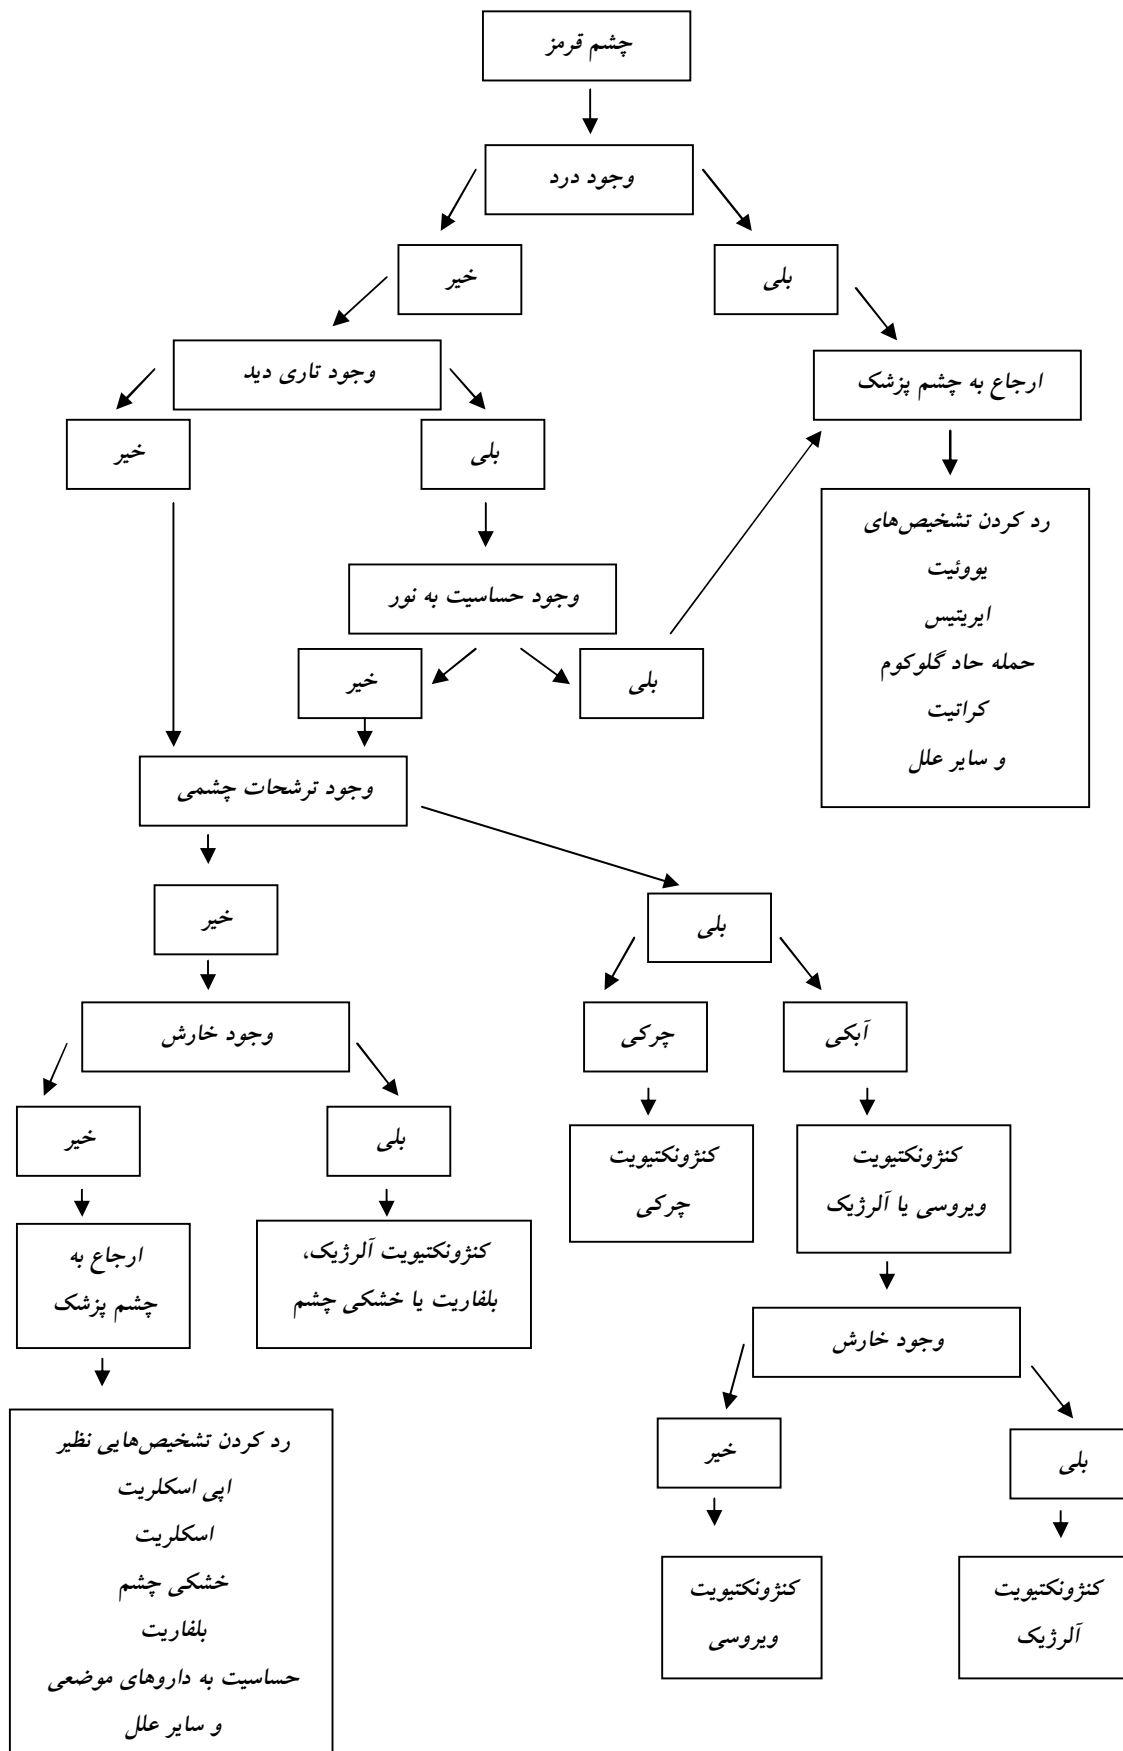 چشم قرمز
وجود درد
بلی
خیر
وجود تاری دید
ارجاع به چشم پزشک
بلی
خیر
رد کردن تشخیص‌های
یووئیت
ایریتیس
حمله حاد گلوکوم
کراتیت
و سایر علل
وجود حساسیت به نور
بلی
خیر
وجود ترشحات چشمی
بلی
خیر
آبکی
چرکی
وجود خارش
بلی
خیر
کنژونکتیویت
ویروسی یا آلرژیک
کنژونکتیویت
چرکی
کنژونکتیویت آلرژیک،
بلفاریت یا خشکی چشم
ارجاع به
چشم پزشک
وجود خارش
بلی
خیر
رد کردن تشخیص‌هایی نظیر
اپی اسکلریت
اسکلریت
خشکی چشم
بلفاریت
حساسیت به داروهای موضعی
و سایر علل
کنژونکتیویت
آلرژیک
کنژونکتیویت
ویروسی